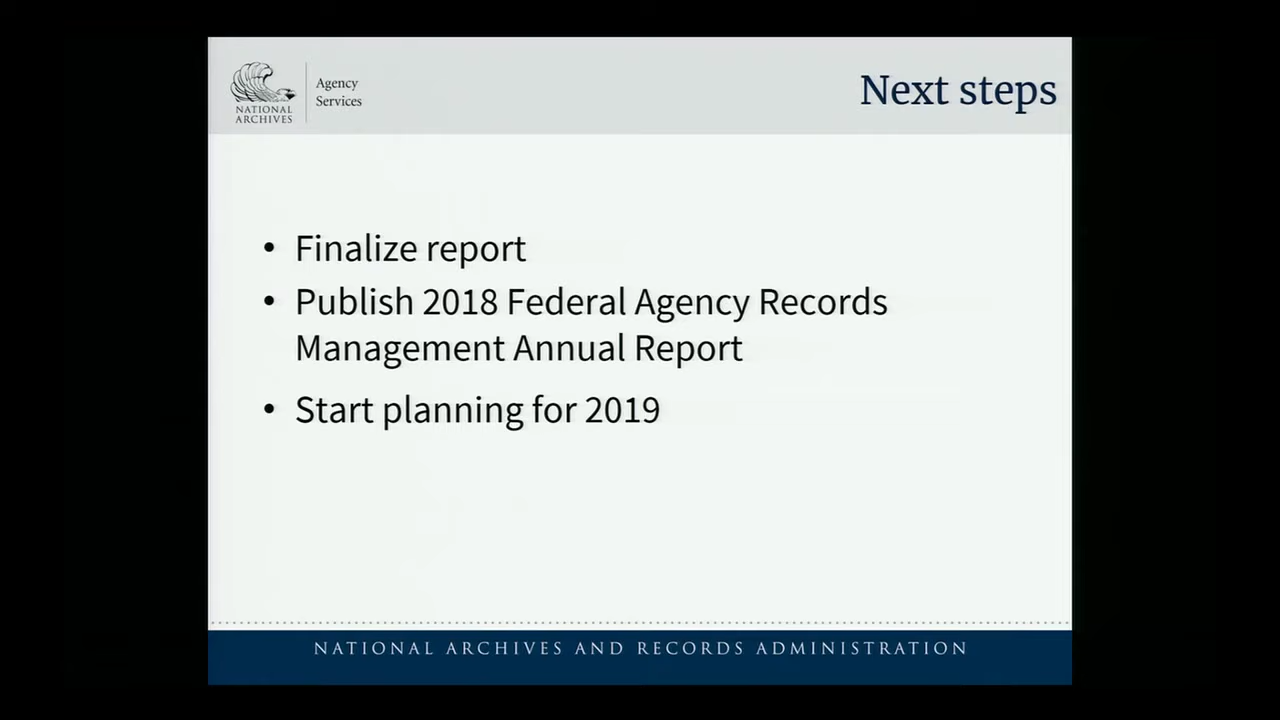 NATIONAL
ARCHIVES
Agency
Services
Next steps
• Finalize report
• Publish 2018 Federal Agency Records
Management Annual Report
• Start planning for 2019
NATIONAL ARCHIVES AND RECORDS ADMINISTRATION